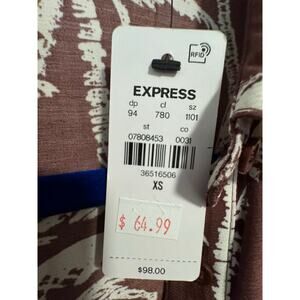 RFID
EXPRESS
dp cl sz
94 780 1101
st co
07808453 0031
36516506
XS
$ 64.99
$98.00